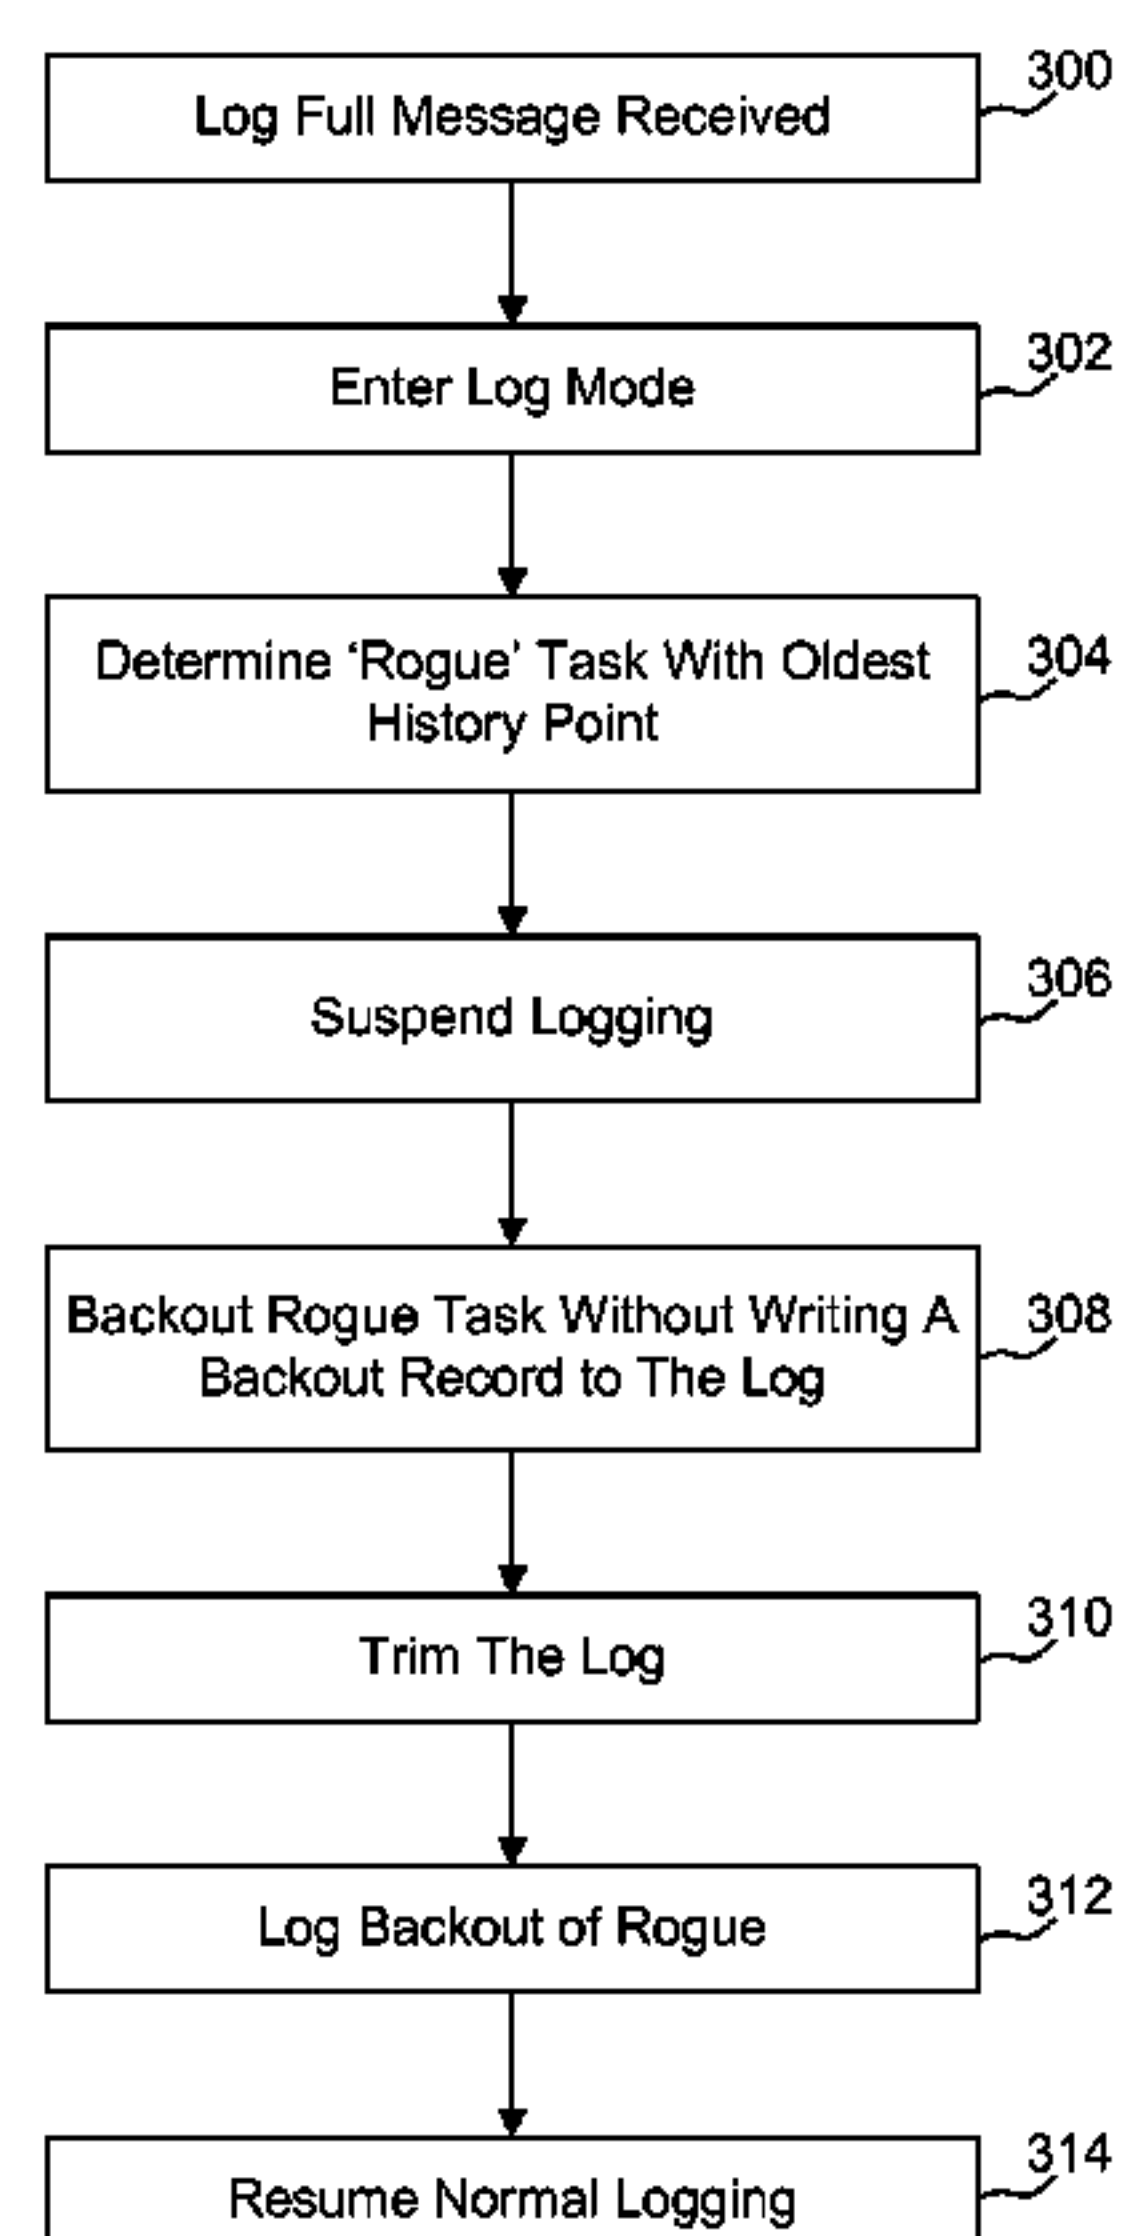 Log Full Message Received
300
Enter Log Mode
302
Determine ‘Rogue’ Task With Oldest
History Point
304
Suspend Logging
306
Backout Rogue Task Without Writing A
Backout Record to The Log
308
Trim The Log
310
Log Backout of Rogue
312
Resume Normal Logging
314